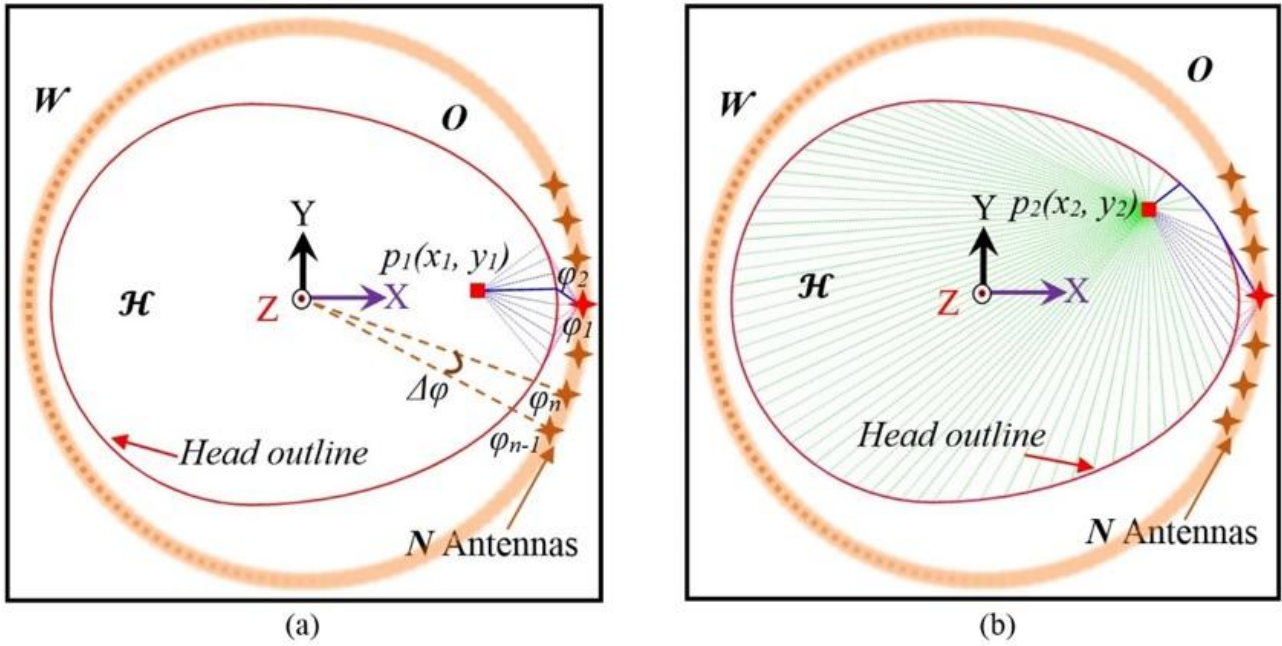 W
O
Y
p₁(x₁, y₁)
φ₂
ℋ
Z
X
φ₁
Δφ
φₙ
φₙ₋₁
Head outline
N Antennas
(a)
W
O
Y
p₂(x₂, y₂)
ℋ
Z
X
Head outline
N Antennas
(b)